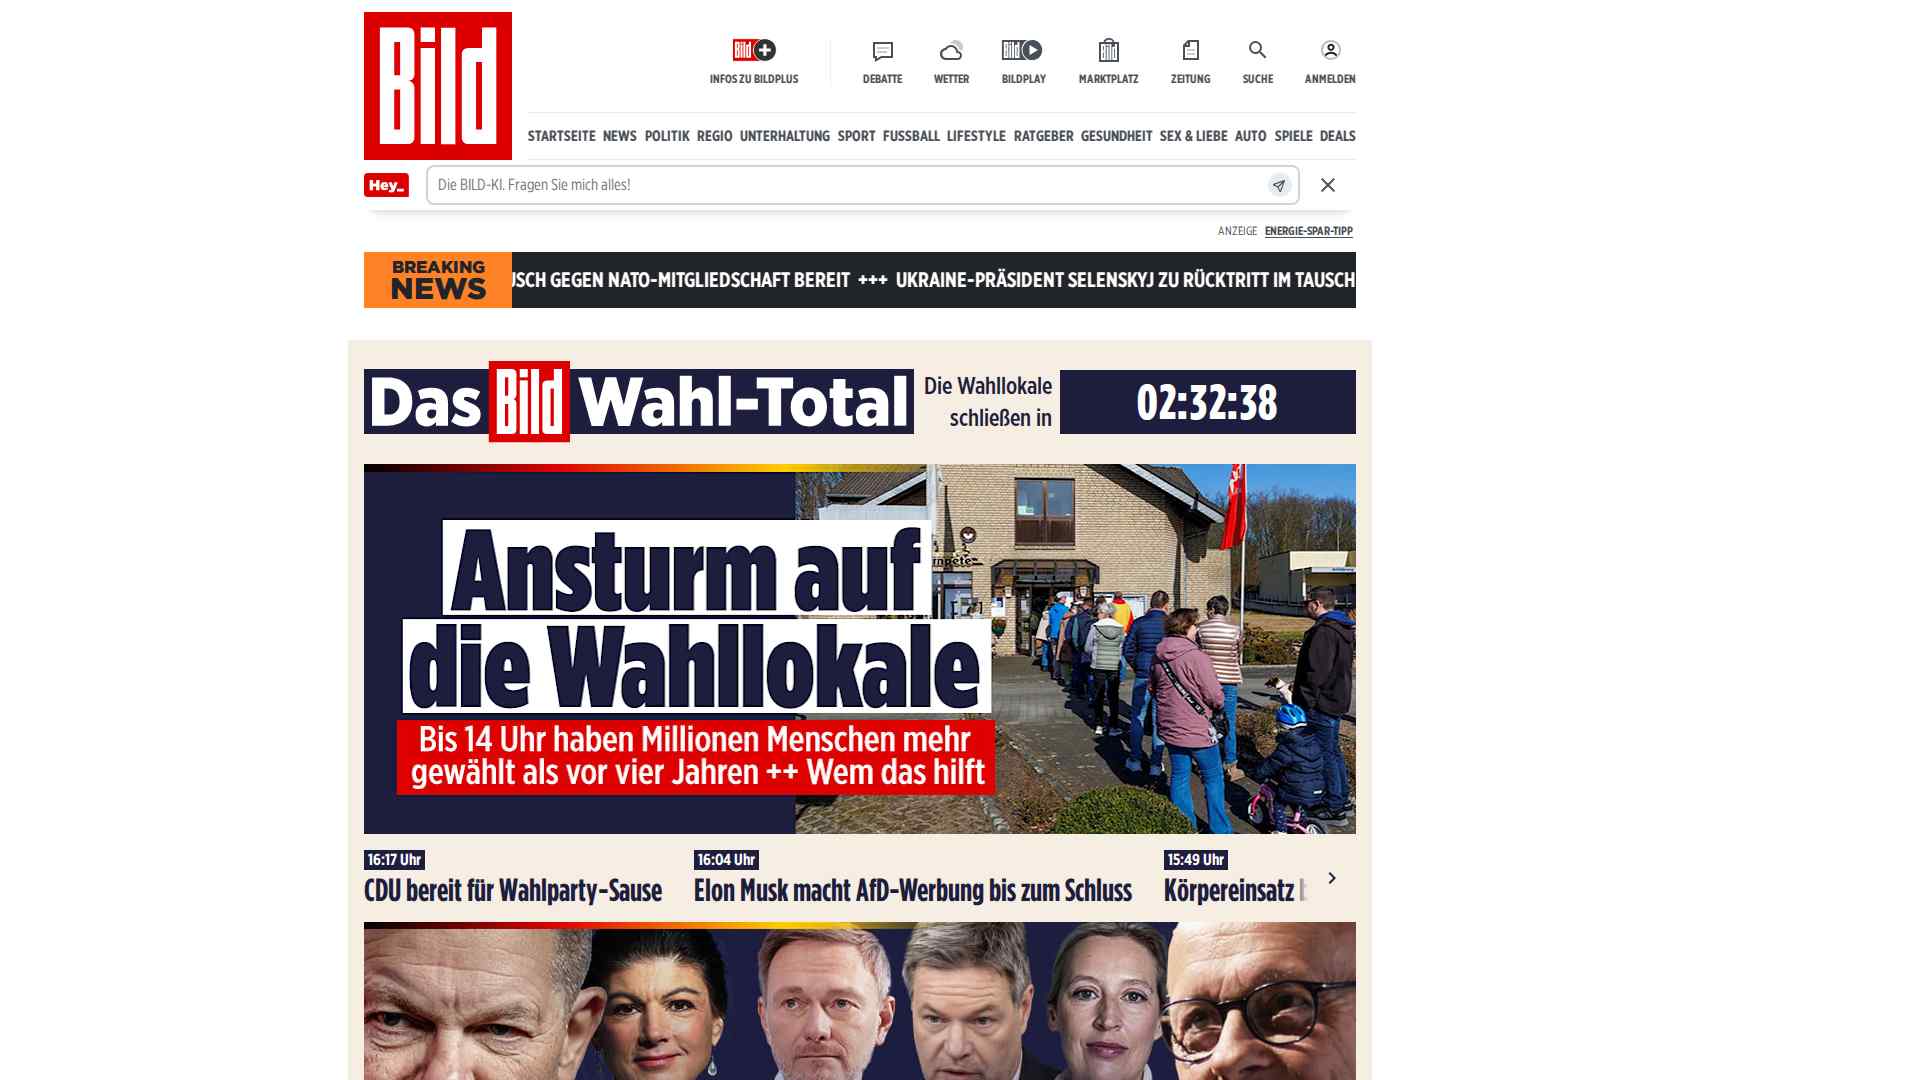 Bild
Bild
INFOS ZU BILDPLUS
DEBATTE
WETTER
Bild
BILDPLAY
Bild
MARKTPLATZ
ZEITUNG
SUCHE
ANMELDEN
STARTSEITE NEWS POLITIK REGIO UNTERHALTUNG SPORT FUSSBALL LIFESTYLE RATGEBER GESUNDHEIT SEX & LIEBE AUTO SPIELE DEALS
Hey_
Die BILD-KI. Fragen Sie mich alles!
ANZEIGE ENERGIE-SPAR-TIPP
BREAKING
NEWS
USCH GEGEN NATO-MITGLIEDSCHAFT BEREIT +++ UKRAINE-PRÄSIDENT SELENSKYJ ZU RÜCKTRITT IM TAUSCH
Das Bild Wahl-Total
Die Wahllokale
schließen in
02:32:38
Ansturm auf
die Wahllokale
Bis 14 Uhr haben Millionen Menschen mehr
gewählt als vor vier Jahren ++ Wem das hilft
16:17 Uhr
CDU bereit für Wahlparty-Sause
16:04 Uhr
Elon Musk macht AfD-Werbung bis zum Schluss
15:49 Uhr
Körpereinsatz